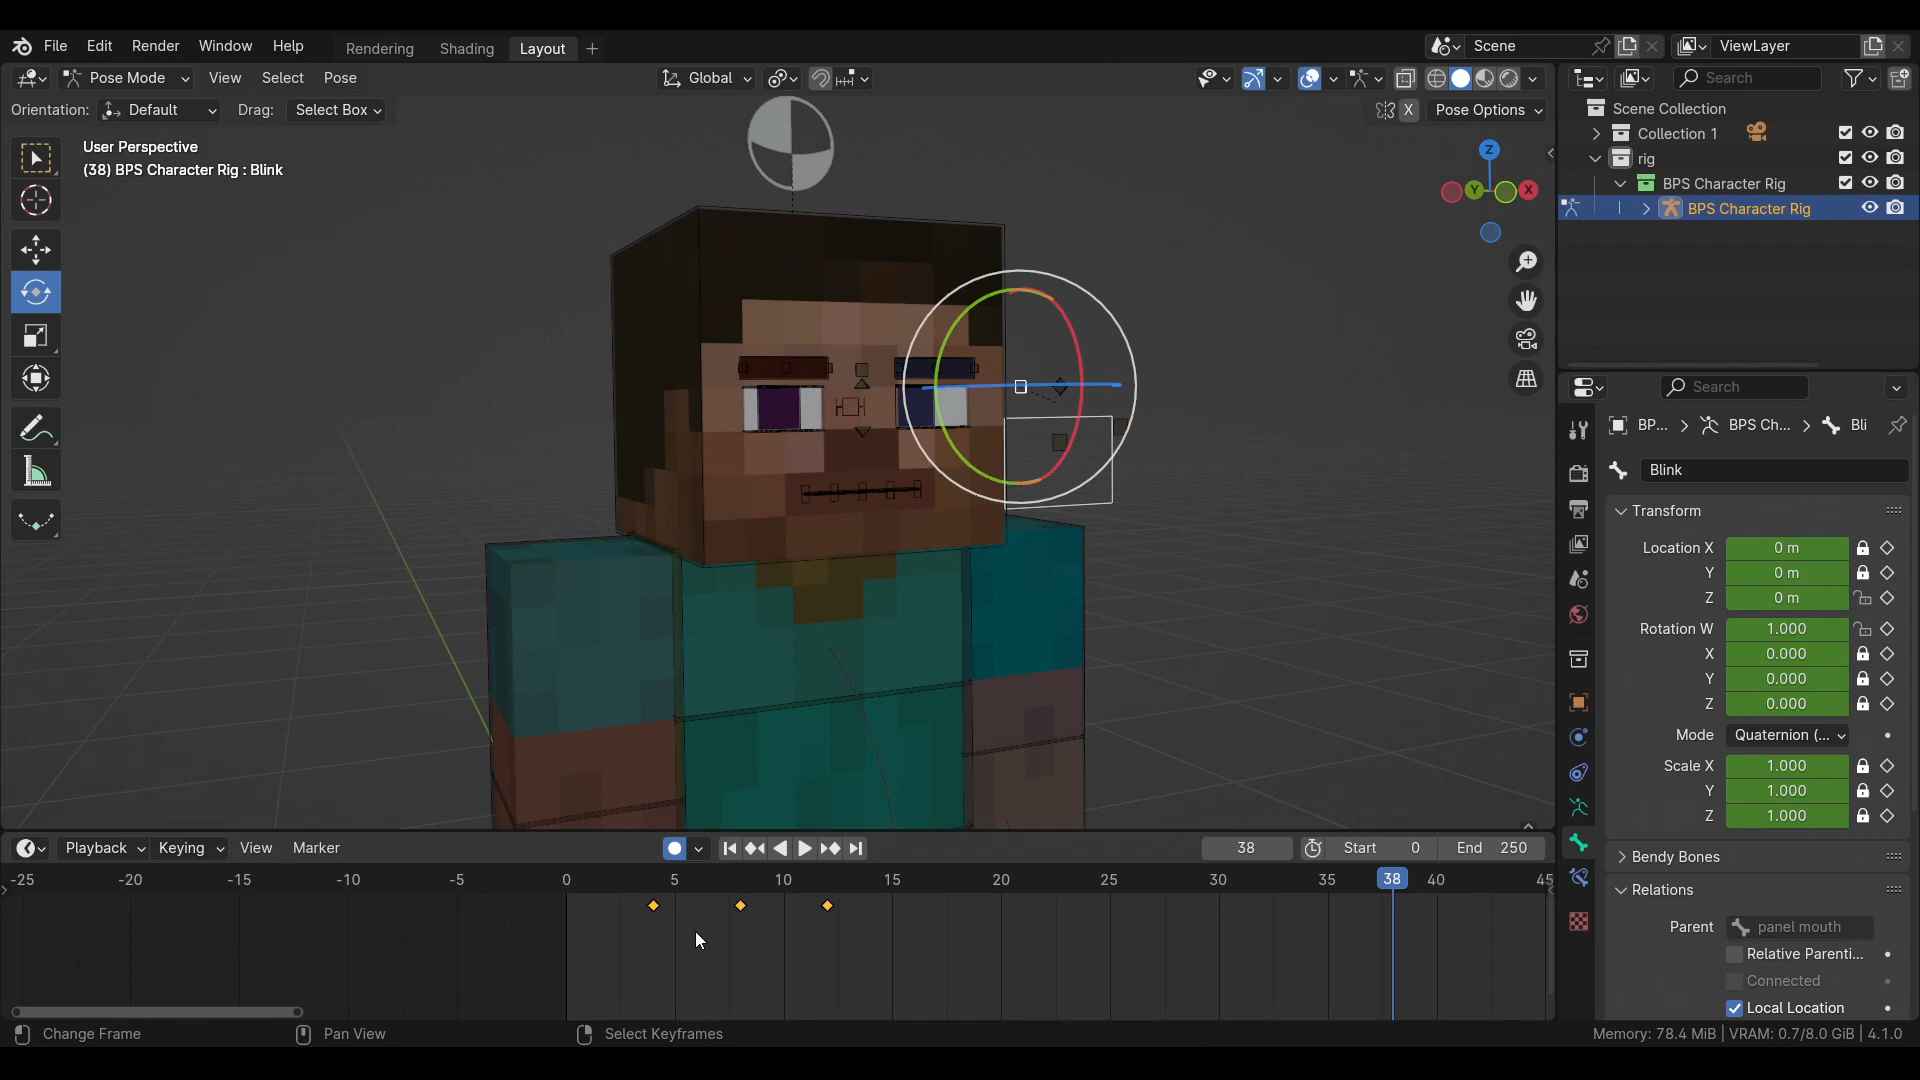 File Edit Render Window Help Rendering Shading Layout Scene ViewLayer
Pose Mode View Select Pose Global Search
Orientation: Default Drag: Select Box X Pose Options
User Perspective
(38) BPS Character Rig : Blink
Z
Y
X
Scene Collection
Collection 1
rig
BPS Character Rig
BPS Character Rig
Search
BP... BPS Ch... Bli
Blink
Transform
Location X 0 m
Y 0 m
Z 0 m
Rotation W 1.000
X 0.000
Y 0.000
Z 0.000
Mode Quaternion (...
Scale X 1.000
Y 1.000
Z 1.000
Bendy Bones
Relations
Parent panel mouth
Relative Parenti...
Connected
Local Location
Playback Keying View Marker 38 Start 0 End 250
-25 -20 -15 -10 -5 0 5 10 15 20 25 30 35 38 40 45
Change Frame Pan View Select Keyframes Memory: 78.4 MiB | VRAM: 0.7/8.0 GiB | 4.1.0